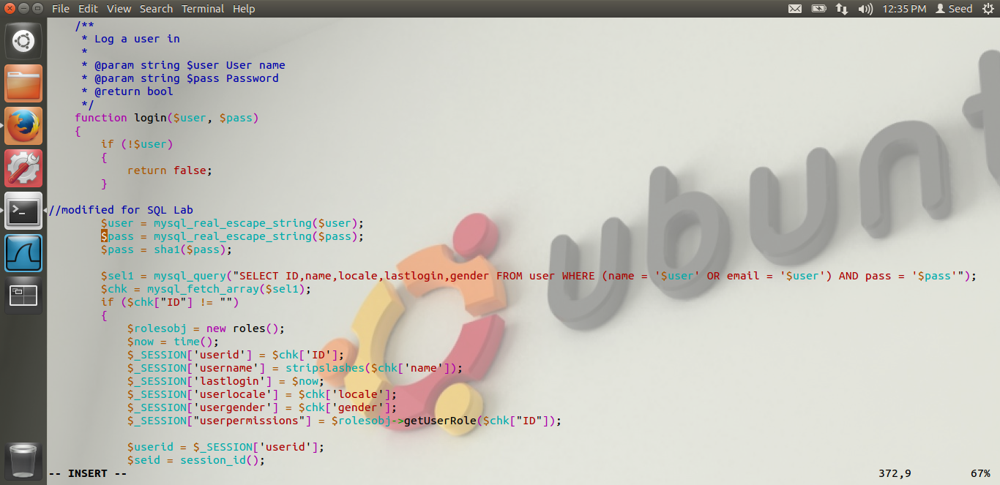 File Edit View Search Terminal Help 12:35 PM Seed
/**
* Log a user in
*
* @param string $user User name
* @param string $pass Password
* @return bool
*/
function login($user, $pass)
{
if (!$user)
{
return false;
}
//modified for SQL Lab
$user = mysql_real_escape_string($user);
$pass = mysql_real_escape_string($pass);
$pass = sha1($pass);
$sel1 = mysql_query("SELECT ID,name,locale,lastlogin,gender FROM user WHERE (name = '$user' OR email = '$user') AND pass = '$pass'");
$chk = mysql_fetch_array($sel1);
if ($chk["ID"] != "")
{
$rolesobj = new roles();
$now = time();
$_SESSION['userid'] = $chk['ID'];
$_SESSION['username'] = stripslashes($chk['name']);
$_SESSION['lastlogin'] = $now;
$_SESSION['userlocale'] = $chk['locale'];
$_SESSION['usergender'] = $chk['gender'];
$_SESSION["userpermissions"] = $rolesobj->getUserRole($chk["ID"]);
$userid = $_SESSION['userid'];
$seid = session_id();
-- INSERT -- 372,9 67%
ubunt